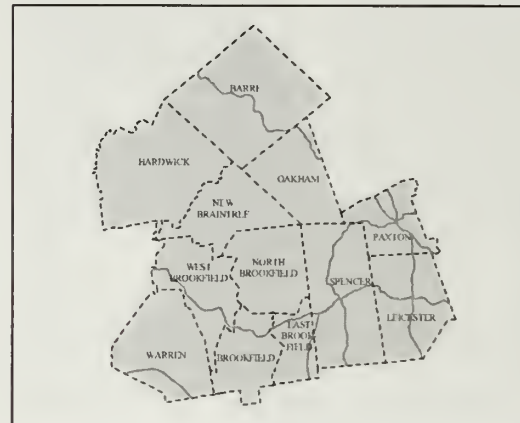 BARRE
HARDWICK
OAKHAM
NEW
BRAINTREE
PAXTON
WEST
BROOKFIELD
NORTH
BROOKFIELD
SPENCER
LEICESTER
EAST
BROOK
FIELD
WARREN
BROOKFIELD